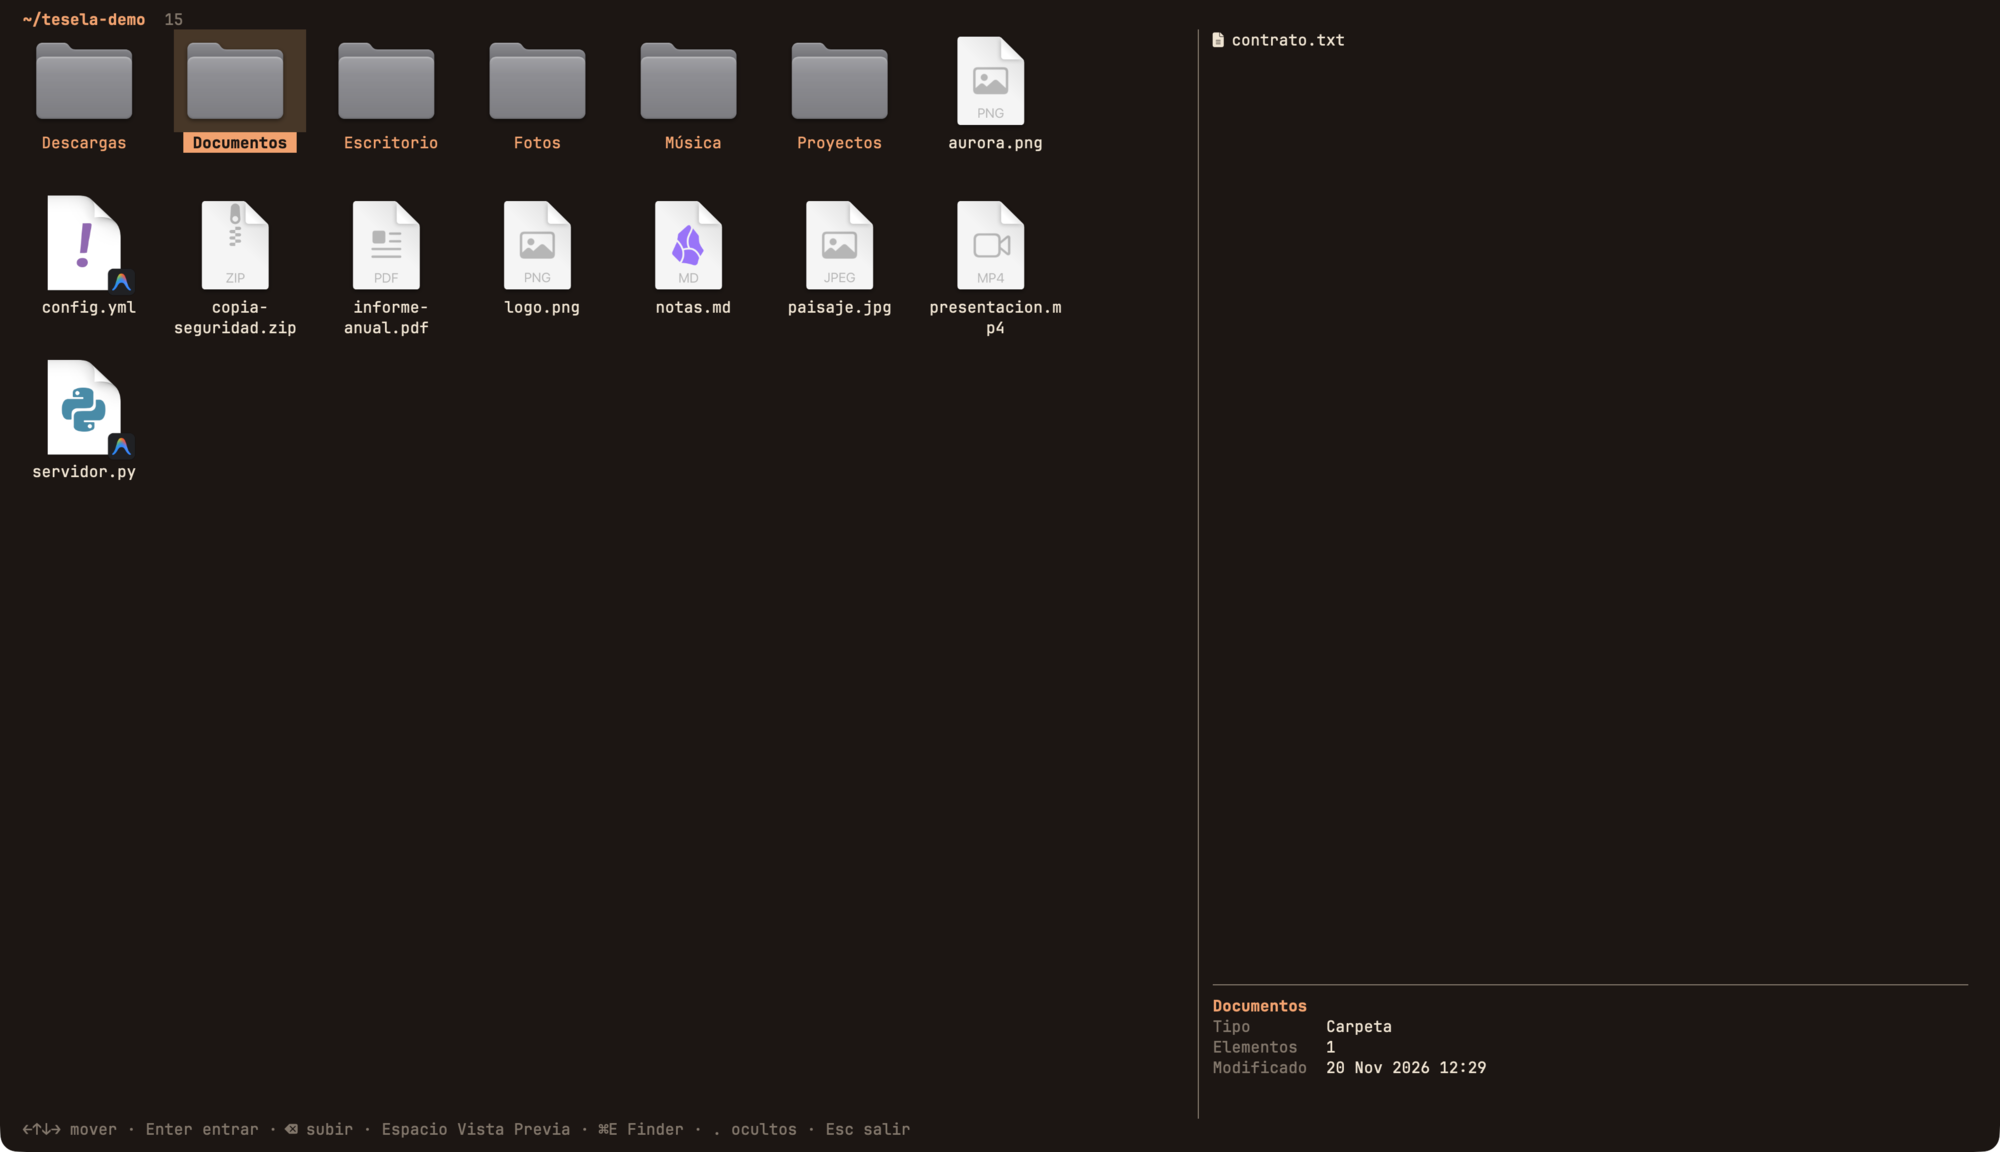 ~/tesela-demo 15
Descargas
Documentos
Escritorio
Fotos
Música
Proyectos
PNG
aurora.png
config.yml
ZIP
copia-
seguridad.zip
PDF
informe-
anual.pdf
PNG
logo.png
MD
notas.md
JPEG
paisaje.jpg
MP4
presentacion.m
p4
servidor.py
contrato.txt
Documentos
Tipo Carpeta
Elementos 1
Modificado 20 Nov 2026 12:29
←↑↓→ mover · Enter entrar · ⌫ subir · Espacio Vista Previa · ⌘E Finder · . ocultos · Esc salir